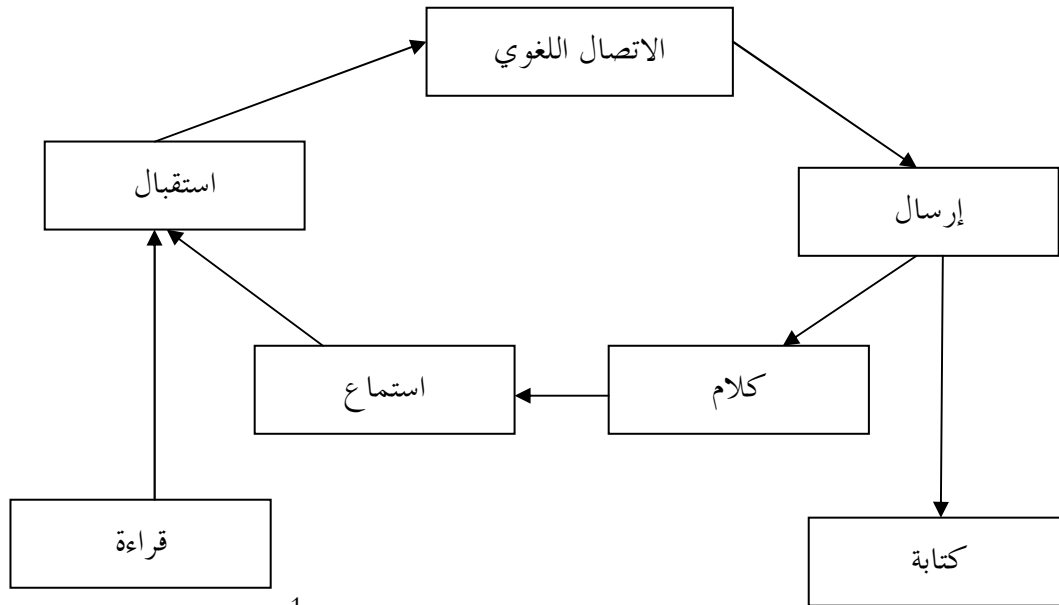 الاتصال اللغوي
إرسال
استقبال
كلام
استماع
كتابة
قراءة
1